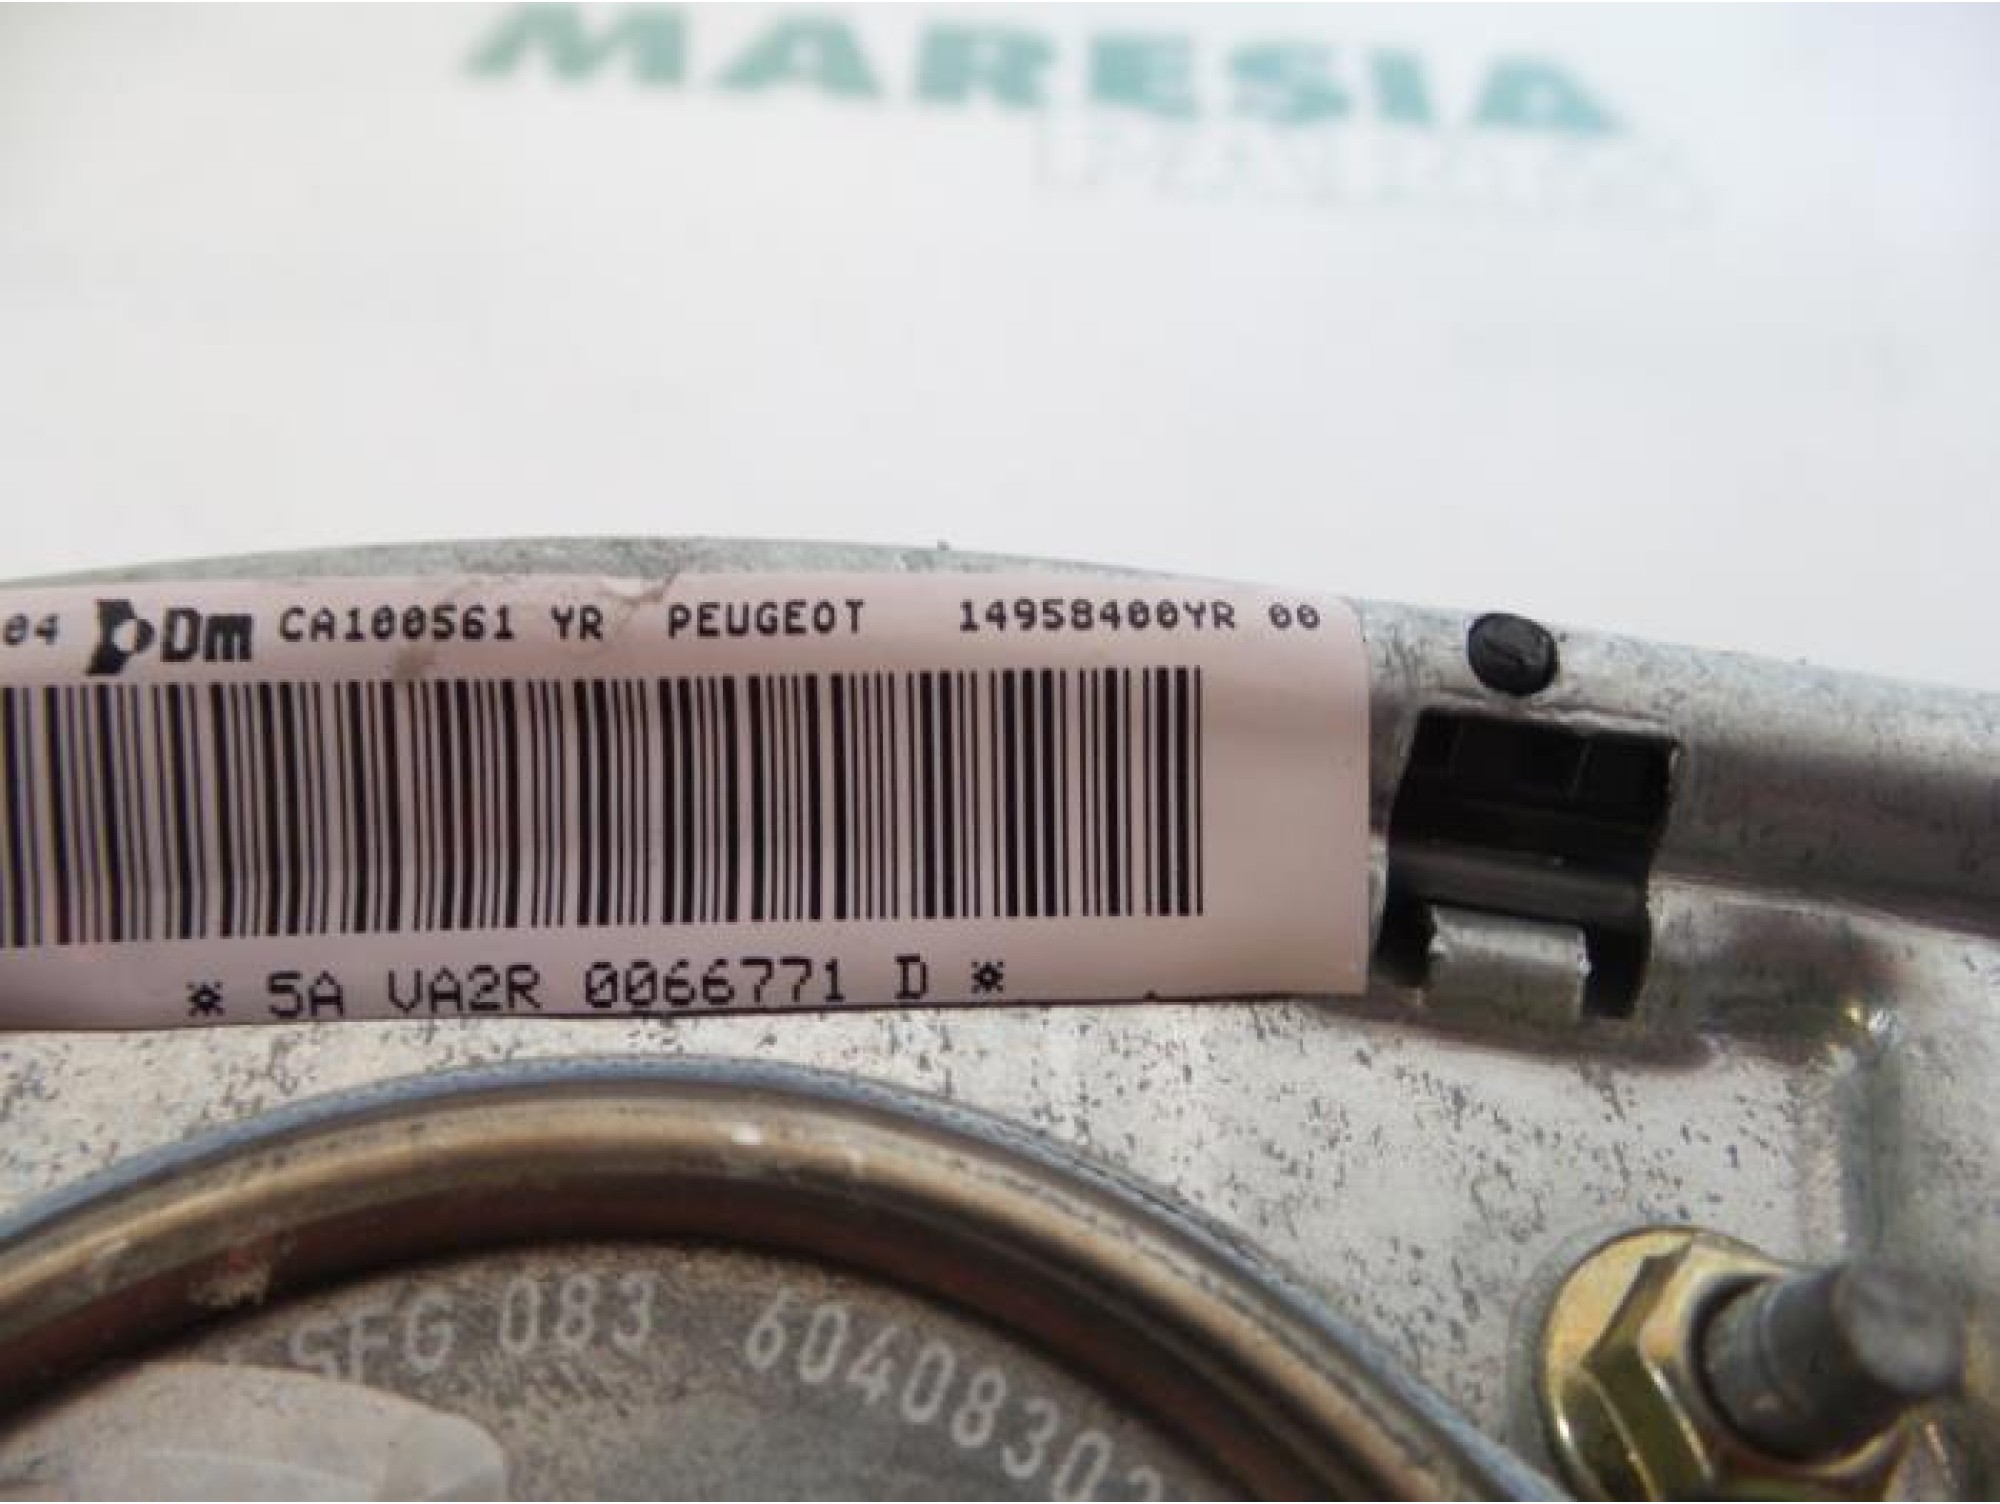 MARESIA
04 Dm CA100561 YR PEUGEOT 14958400YR 00
* 5A VA2R 0066771 D *
SFG 083 60408302